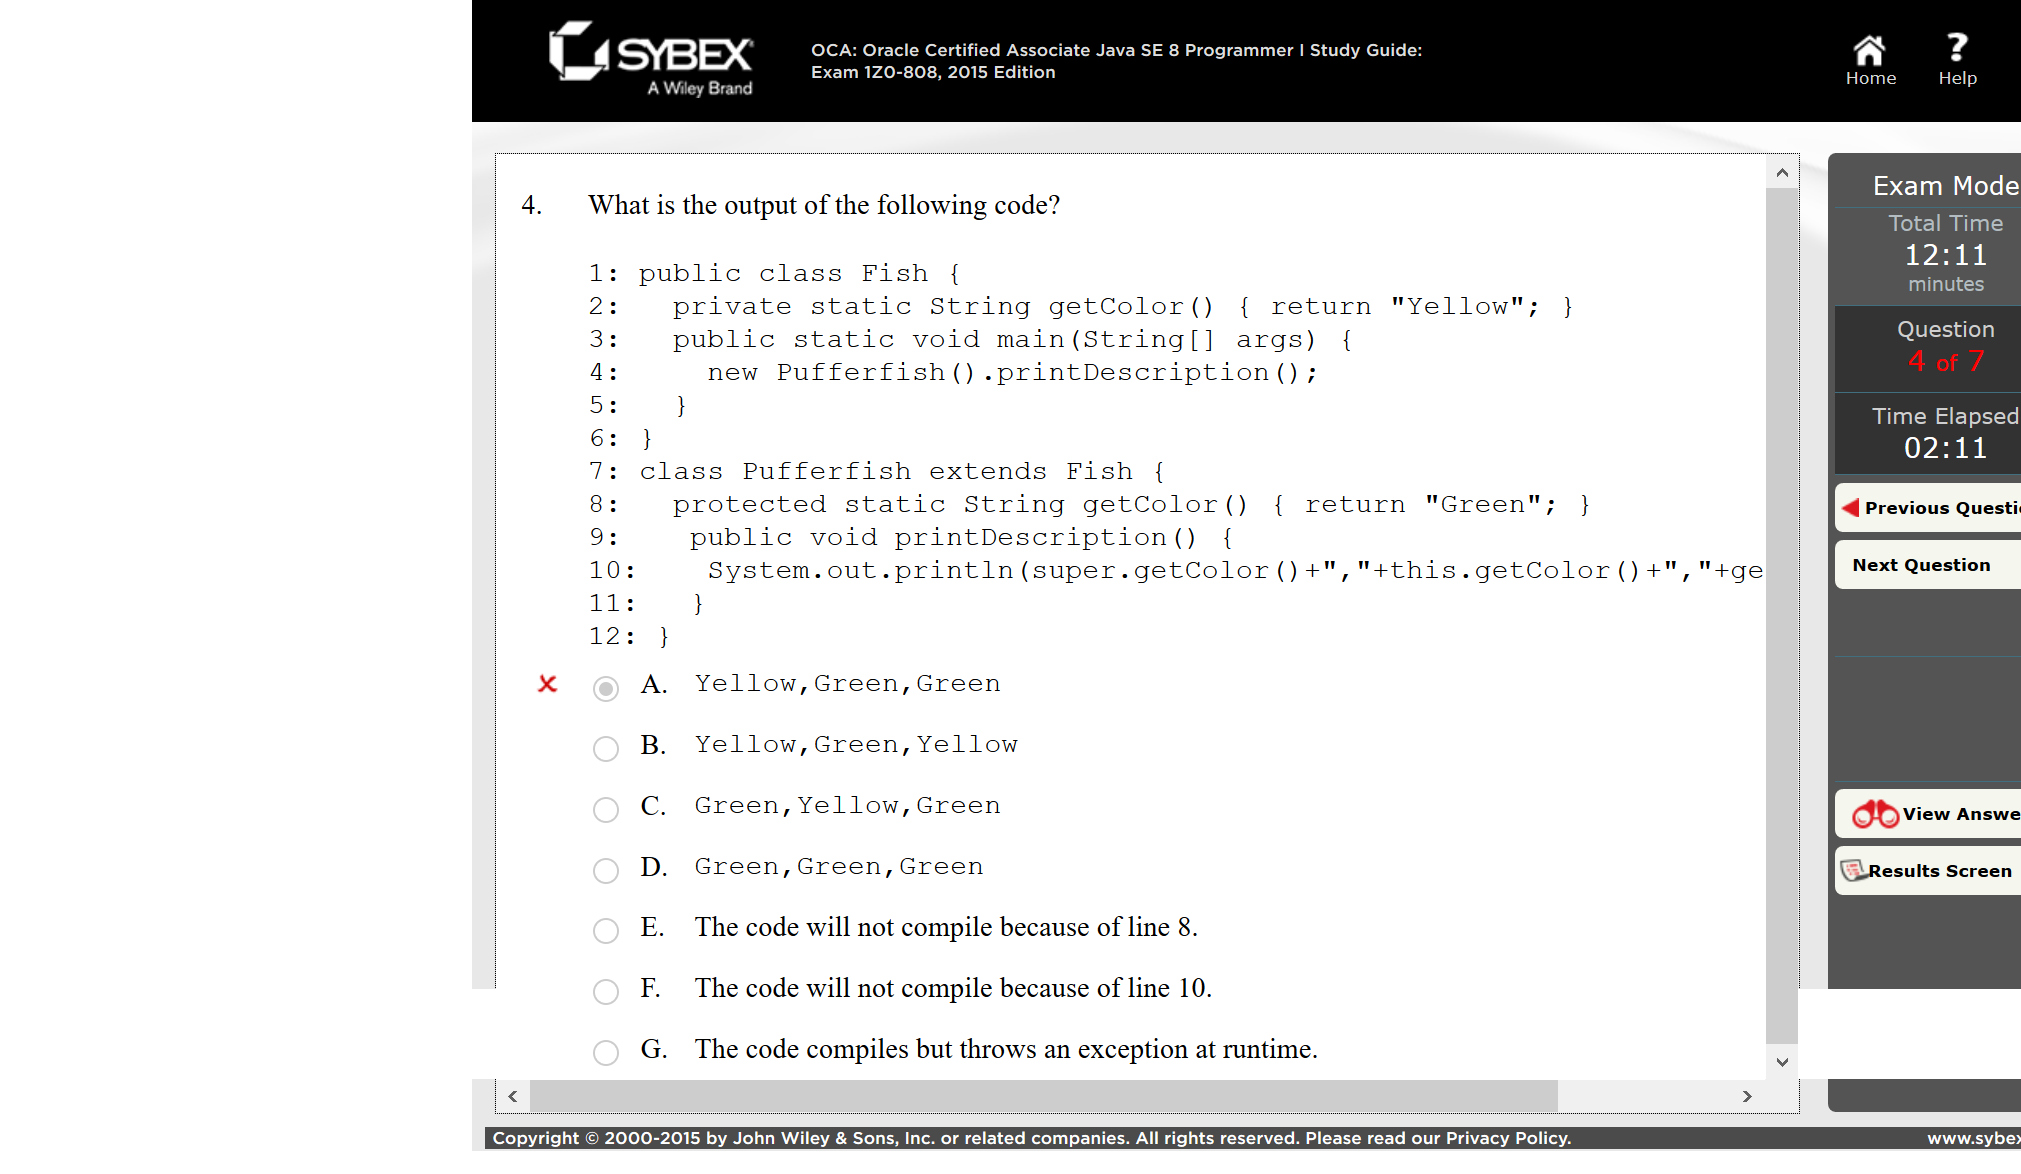 SYBEX
A Wiley Brand
OCA: Oracle Certified Associate Java SE 8 Programmer I Study Guide:
Exam 1Z0-808, 2015 Edition
Home
? Help
4. What is the output of the following code?
1: public class Fish {
2: private static String getColor() { return "Yellow"; }
3: public static void main(String[] args) {
4: new Pufferfish().printDescription();
5: }
6: }
7: class Pufferfish extends Fish {
8: protected static String getColor() { return "Green"; }
9: public void printDescription() {
10: System.out.println(super.getColor()+","+this.getColor()+","+ge
11: }
12: }
A. Yellow,Green,Green
B. Yellow,Green,Yellow
C. Green,Yellow,Green
D. Green,Green,Green
E. The code will not compile because of line 8.
F. The code will not compile because of line 10.
G. The code compiles but throws an exception at runtime.
Exam Mode
Total Time
12:11
minutes
Question
4 of 7
Time Elapsed
02:11
Previous Questi
Next Question
View Answe
Results Screen
Copyright © 2000-2015 by John Wiley & Sons, Inc. or related companies. All rights reserved. Please read our Privacy Policy.
www.sybex